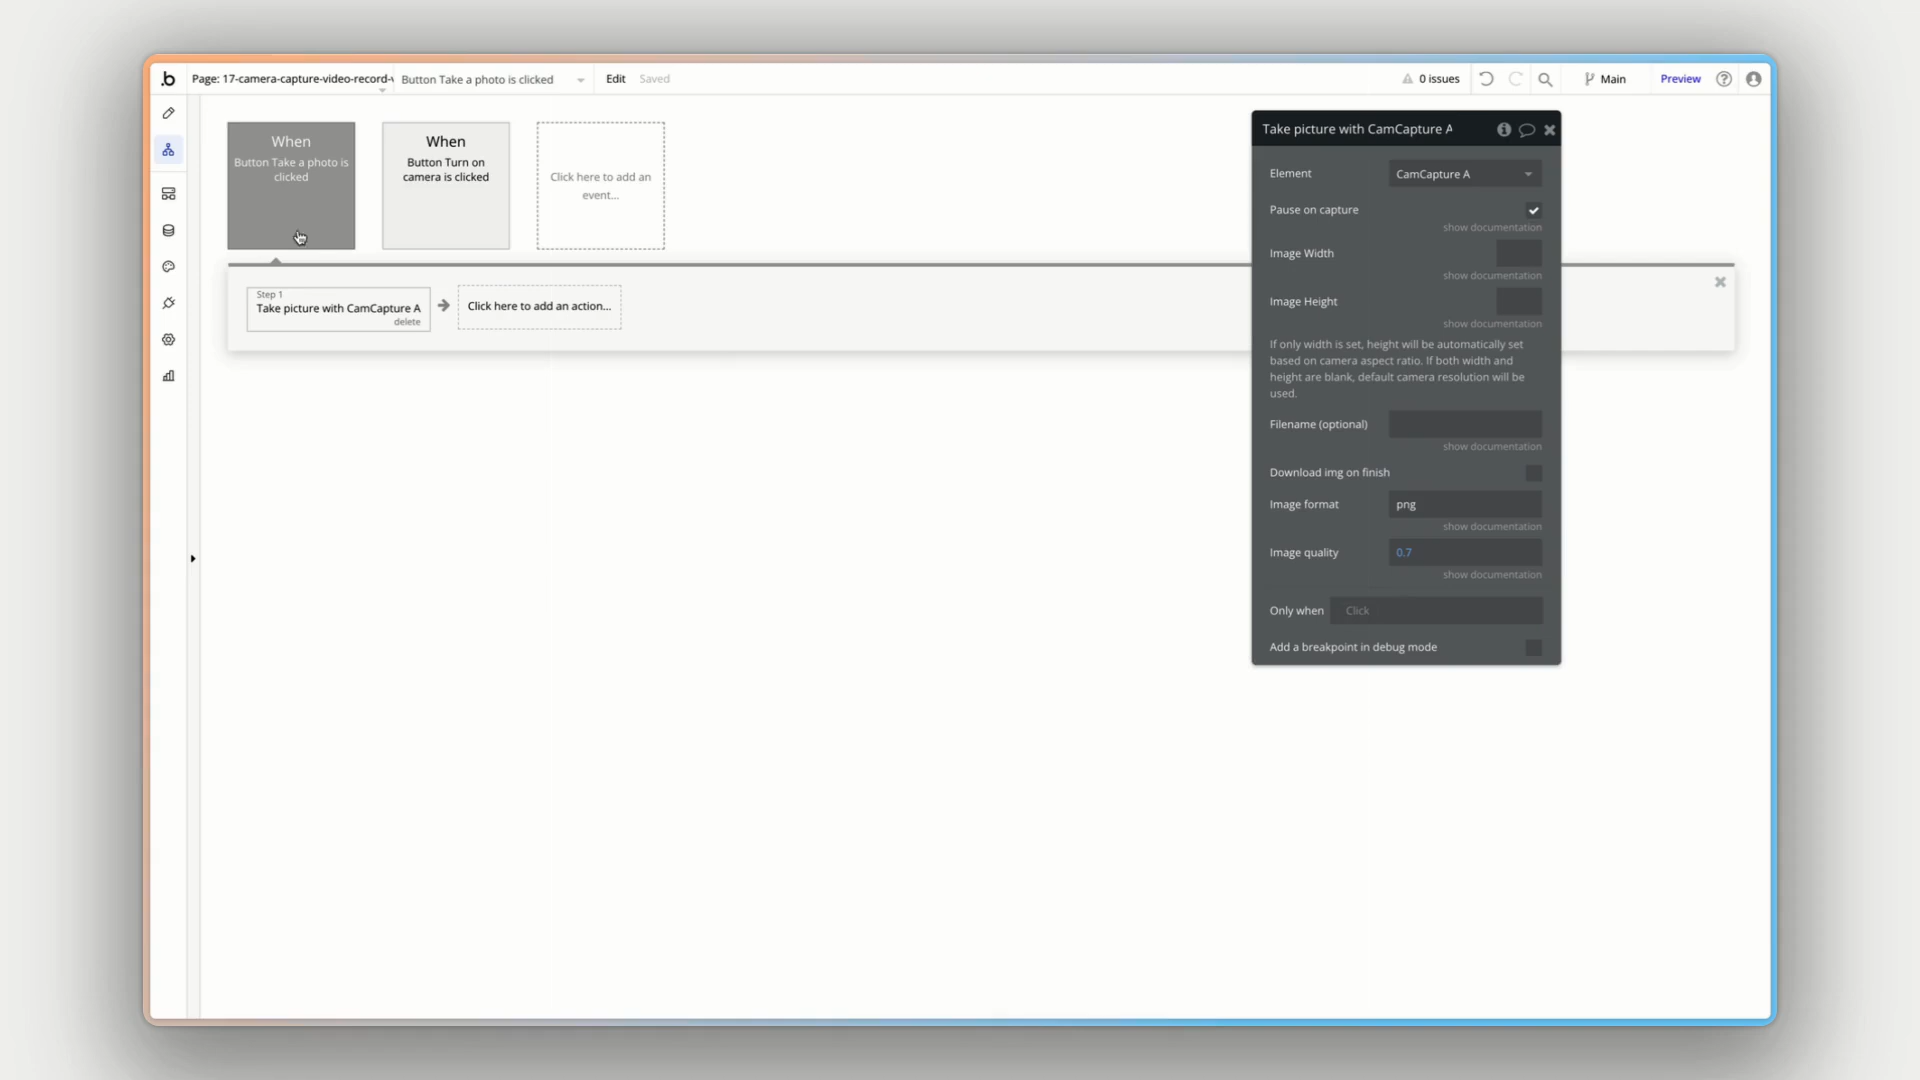 .b
Page: 17-camera-capture-video-record-
Button Take a photo is clicked
Edit
Saved
0 issues
Main
Preview
When
Button Take a photo is
clicked
When
Button Turn on
camera is clicked
Click here to add an
event...
Step 1
Take picture with CamCapture A
delete
Click here to add an action...
Take picture with CamCapture A
Element
CamCapture A
Pause on capture
show documentation
Image Width
show documentation
Image Height
show documentation
If only width is set, height will be automatically set
based on camera aspect ratio. If both width and
height are blank, default camera resolution will be
used.
Filename (optional)
show documentation
Download img on finish
Image format
png
show documentation
Image quality
0.7
show documentation
Only when
Click
Add a breakpoint in debug mode